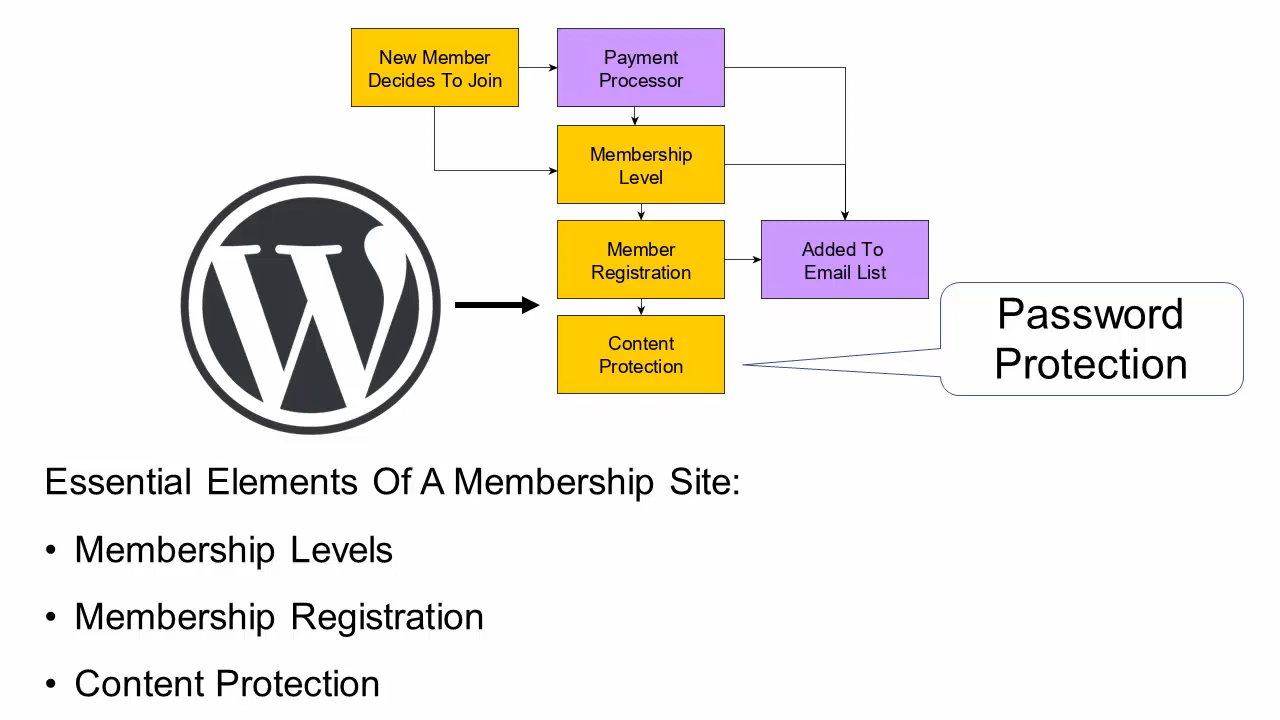 New Member
Decides To Join
Payment
Processor
Membership
Level
Member
Registration
Added To
Email List
Content
Protection
Password
Protection
Essential Elements Of A Membership Site:
• Membership Levels
• Membership Registration
• Content Protection